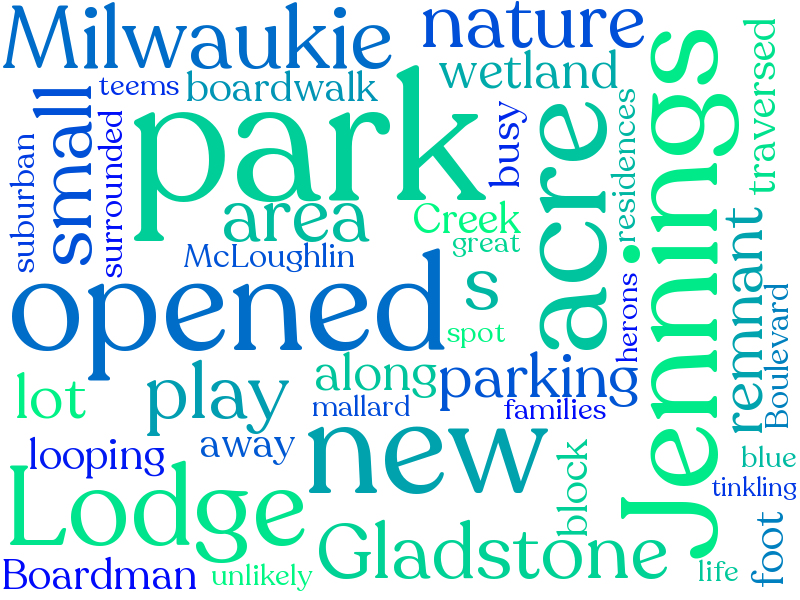 Milwaukie
nature
teems
boardwalk
wetland
traversed
small
park
busy
acre
residences
Jennings
suburban
surrounded
area
Creek
great
McLoughlin
opened
s
spot
herons
remnant
Boulevard
lot
play
along
parking
mallard
families
looping
away
new
block
blue
tinkling
Lodge
Gladstone
foot
Boardman
unlikely
life